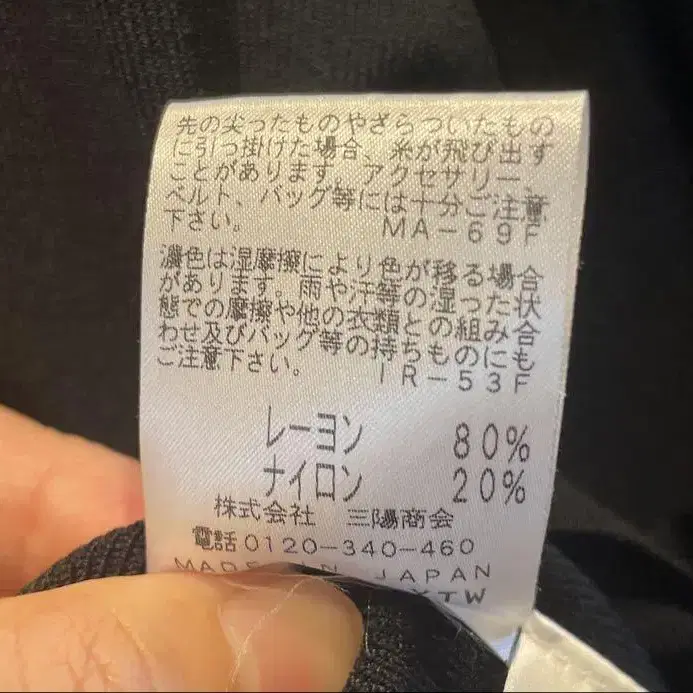 先の尖ったものやざらついたもの
に引っ掛けた場合、糸が飛び出す
ことがあります。アクセサリー、
ベルト、バッグ等には十分ご注意
下さい。 MA-69F
濃色は湿摩擦により色が移る場合
があります。雨や汗等の湿った状
態での摩擦や他の衣類との組み合
わせ及びバッグ等の持ちものにも
ご注意下さい。 IR-53F
レーヨン 80%
ナイロン 20%
株式会社 三陽商会
電話0120-340-460
MADE IN JAPAN
XTW